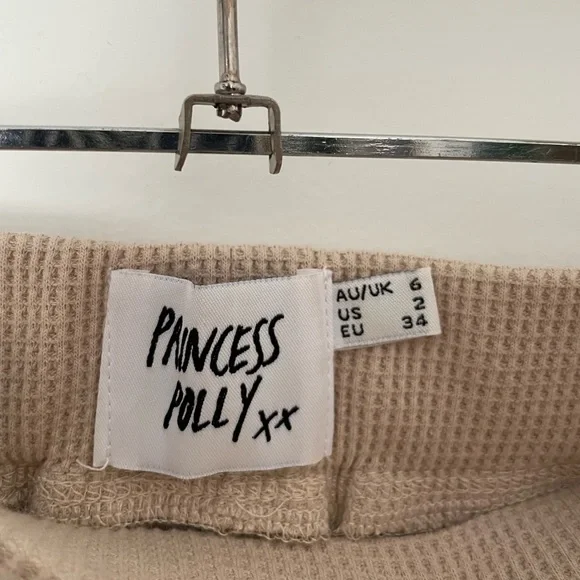 PRINCESS
POLLY xx
AU/UK 6
US 2
EU 34